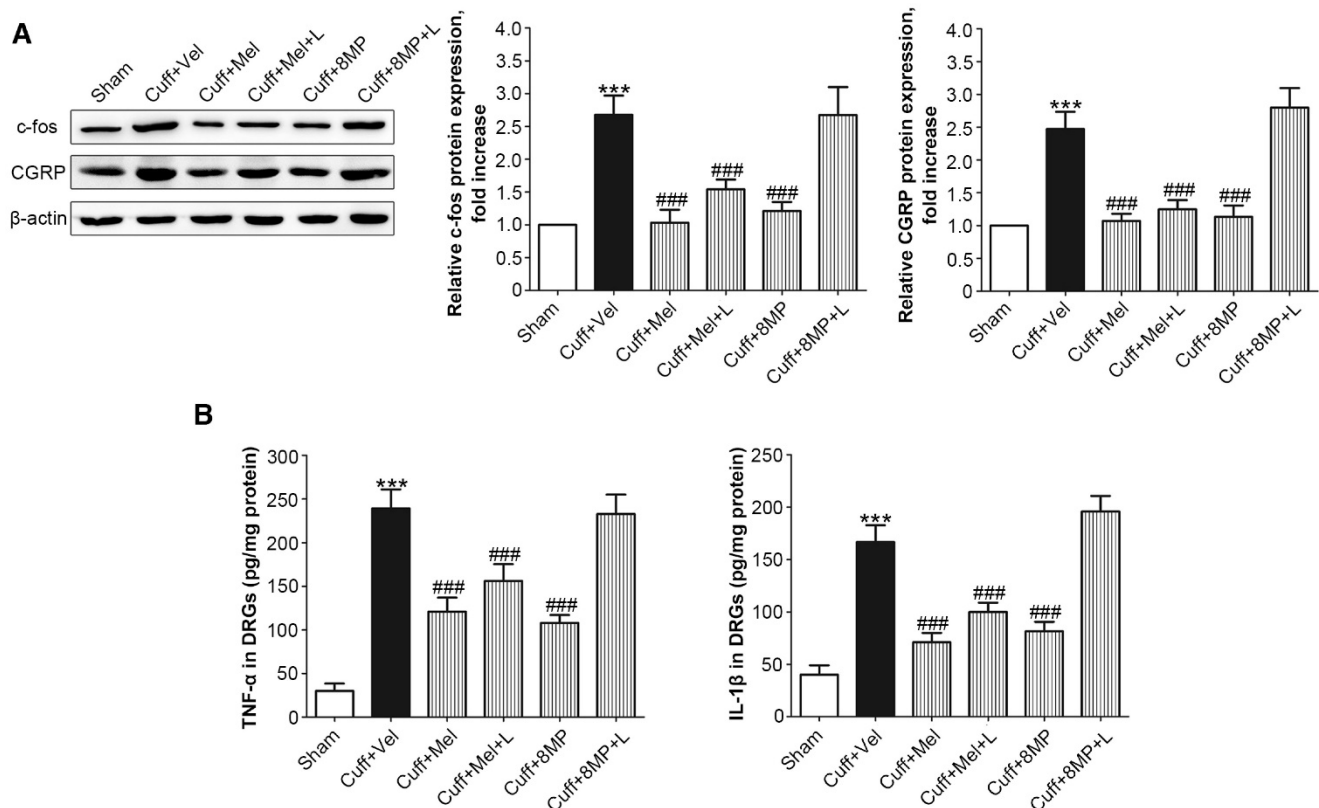 A
Sham
Cuff+Vel
Cuff+Mel
Cuff+Mel+L
Cuff+8MP
Cuff+8MP+L
c-fos
CGRP
β-actin
Relative c-fos protein expression,
fold increase
4.0
3.5
3.0
2.5
2.0
1.5
1.0
0.5
0
***
###
###
###
Sham
Cuff+Vel
Cuff+Mel
Cuff+Mel+L
Cuff+8MP
Cuff+8MP+L
Relative CGRP protein expression,
fold increase
4.0
3.5
3.0
2.5
2.0
1.5
1.0
0.5
0
***
###
###
###
Sham
Cuff+Vel
Cuff+Mel
Cuff+Mel+L
Cuff+8MP
Cuff+8MP+L
B
TNF-α in DRGs (pg/mg protein)
300
250
200
150
100
50
0
***
###
###
###
Sham
Cuff+Vel
Cuff+Mel
Cuff+Mel+L
Cuff+8MP
Cuff+8MP+L
IL-1β in DRGs (pg/mg protein)
250
200
150
100
50
0
***
###
###
###
Sham
Cuff+Vel
Cuff+Mel
Cuff+Mel+L
Cuff+8MP
Cuff+8MP+L